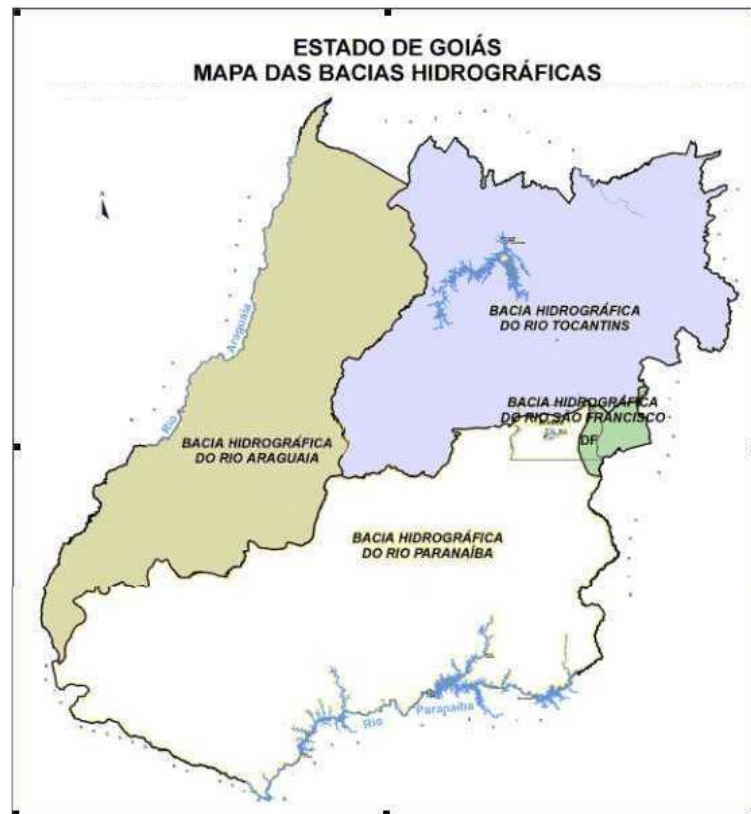 ESTADO DE GOIÁS
MAPA DAS BACIAS HIDROGRÁFICAS
N
BACIA HIDROGRÁFICA
DO RIO TOCANTINS
Rio Araguaia
BACIA HIDROGRÁFICA
DO RIO SÃO FRANCISCO
DF
BACIA HIDROGRÁFICA
DO RIO ARAGUAIA
BACIA HIDROGRÁFICA
DO RIO PARANAÍBA
Rio Paranaíba